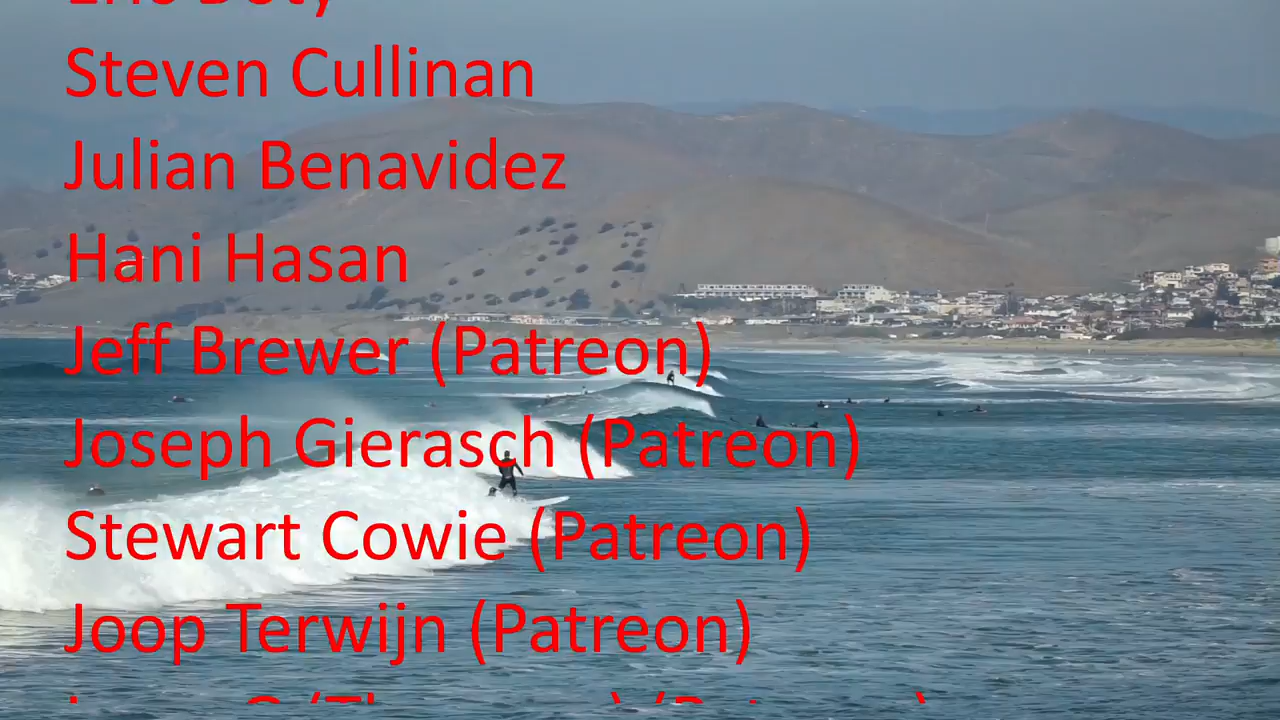 Steven Cullinan
Julian Benavidez
Hani Hasan
Jeff Brewer (Patreon)
Joseph Gierasch (Patreon)
Stewart Cowie (Patreon)
Joop Terwijn (Patreon)